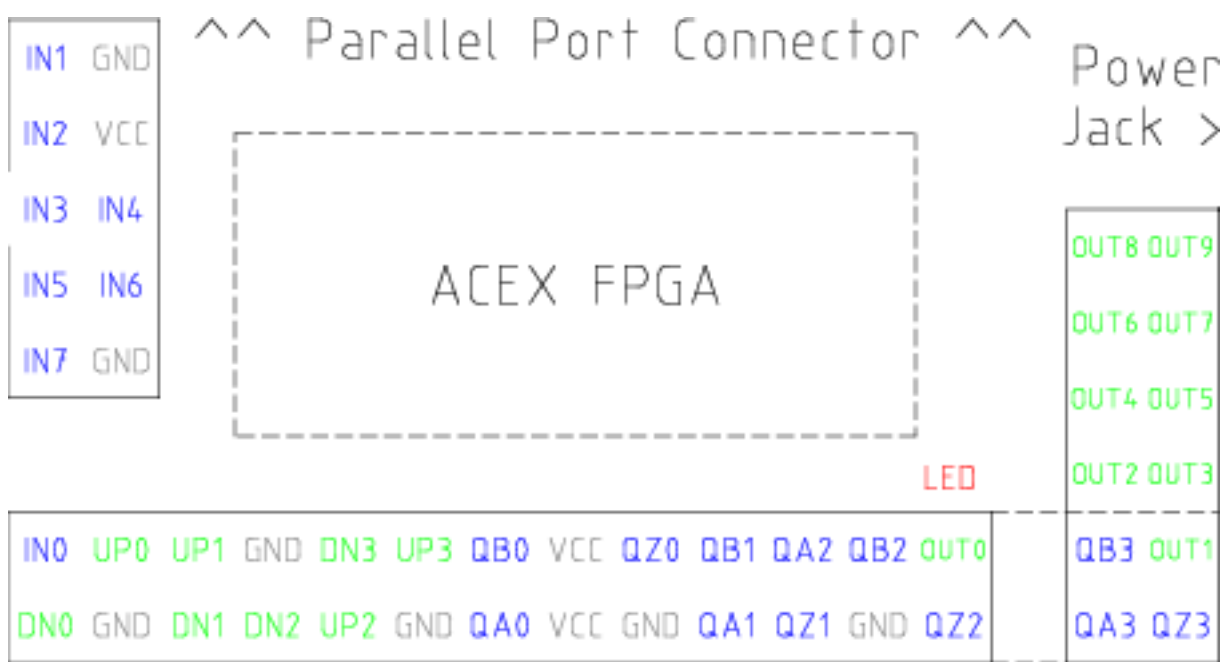 ^^ Parallel Port Connector ^^
Power
Jack >
IN1 GND
IN2 VCC
IN3 IN4
IN5 IN6
IN7 GND
ACEX FPGA
OUT8 OUT9
OUT6 OUT7
OUT4 OUT5
OUT2 OUT3
LED
IN0 UP0 UP1 GND DN3 UP3 QB0 VCC QZ0 QB1 QA2 QB2 OUT0 QB3 OUT1
DN0 GND DN1 DN2 UP2 GND QA0 VCC GND QA1 QZ1 GND QZ2 QA3 QZ3